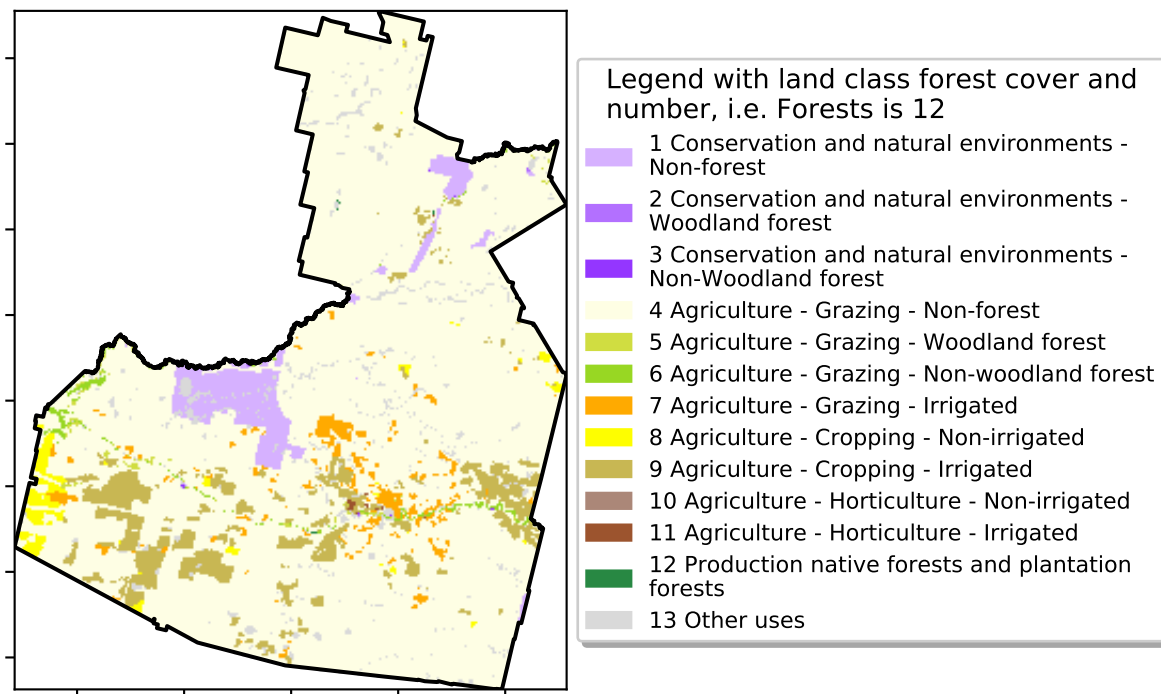 Legend with land class forest cover and
number, i.e. Forests is 12
1 Conservation and natural environments -
Non-forest
2 Conservation and natural environments -
Woodland forest
3 Conservation and natural environments -
Non-Woodland forest
4 Agriculture - Grazing - Non-forest
5 Agriculture - Grazing - Woodland forest
6 Agriculture - Grazing - Non-woodland forest
7 Agriculture - Grazing - Irrigated
8 Agriculture - Cropping - Non-irrigated
9 Agriculture - Cropping - Irrigated
10 Agriculture - Horticulture - Non-irrigated
11 Agriculture - Horticulture - Irrigated
12 Production native forests and plantation
forests
13 Other uses